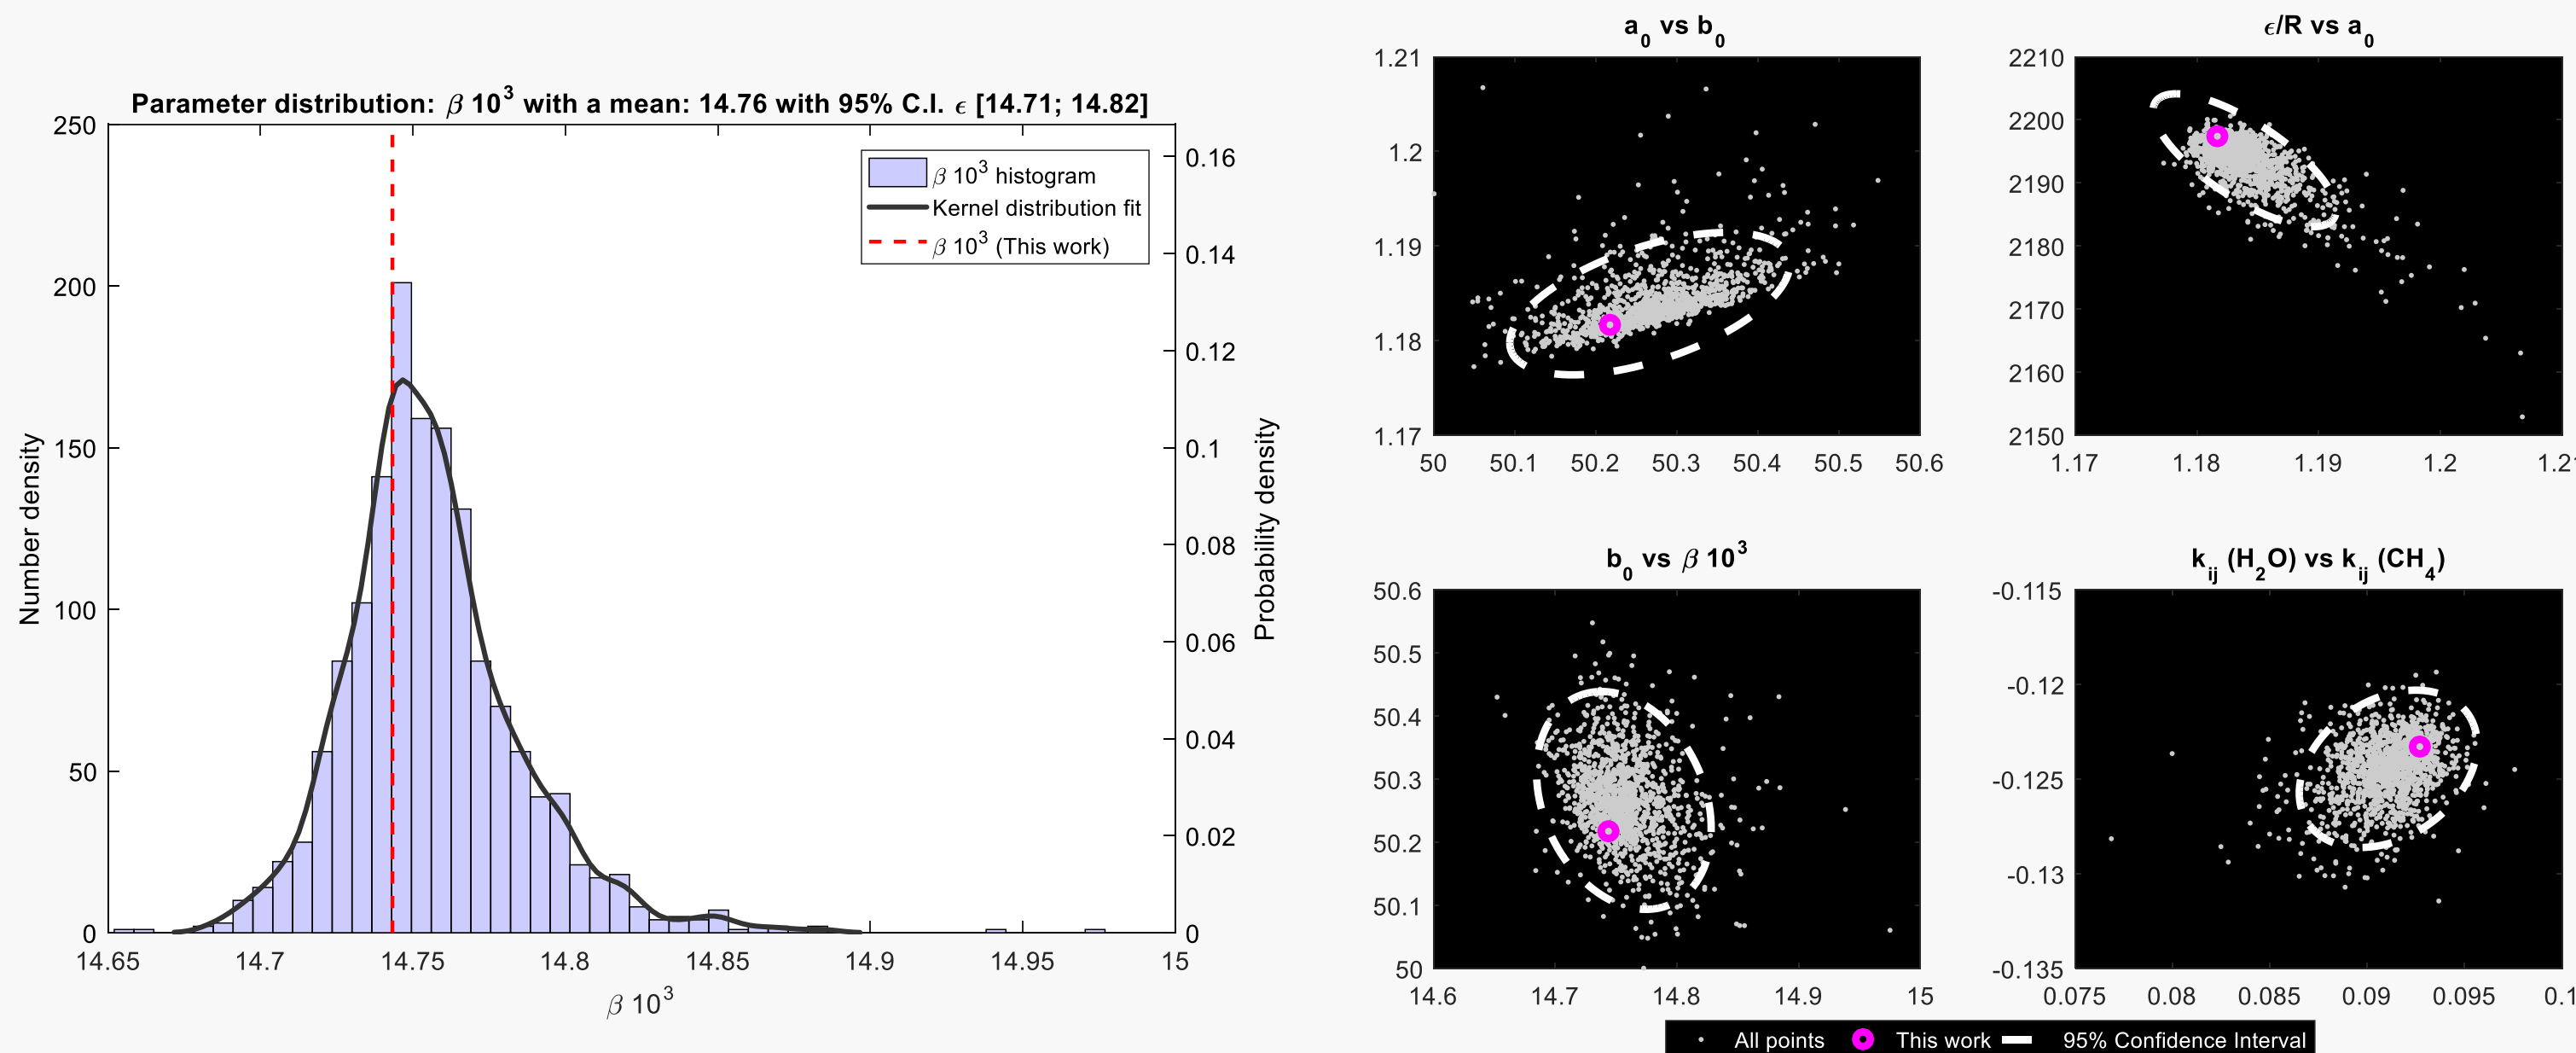 Parameter distribution: β 10³ with a mean: 14.76 with 95% C.I. ϵ [14.71; 14.82]
250
200
150
100
50
0
Number density
0.16
0.14
0.12
0.1
0.08
0.06
0.04
0.02
0
Probability density
β 10³ histogram
Kernel distribution fit
β 10³ (This work)
14.65 14.7 14.75 14.8 14.85 14.9 14.95 15
β 10³
a₀ vs b₀
1.21
1.2
1.19
1.18
1.17
50 50.1 50.2 50.3 50.4 50.5 50.6
ϵ/R vs a₀
2210
2200
2190
2180
2170
2160
2150
1.17 1.18 1.19 1.2 1.2
b₀ vs β 10³
50.6
50.5
50.4
50.3
50.2
50.1
50
14.6 14.7 14.8 14.9 15
kᵢⱼ (H₂O) vs kᵢⱼ (CH₄)
-0.115
-0.12
-0.125
-0.13
-0.135
0.075 0.08 0.085 0.09 0.095 0.1
All points This work 95% Confidence Interval